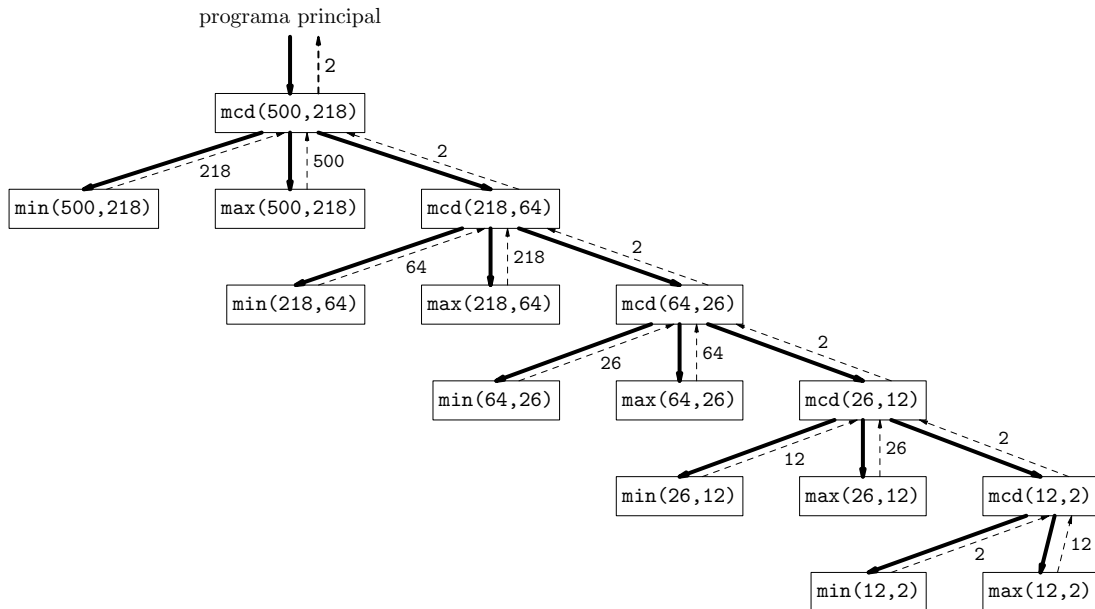 programa principal
2
mcd(500,218)
218
500
2
min(500,218)
max(500,218)
mcd(218,64)
64
218
2
min(218,64)
max(218,64)
mcd(64,26)
26
64
2
min(64,26)
max(64,26)
mcd(26,12)
12
26
2
min(26,12)
max(26,12)
mcd(12,2)
2
12
min(12,2)
max(12,2)